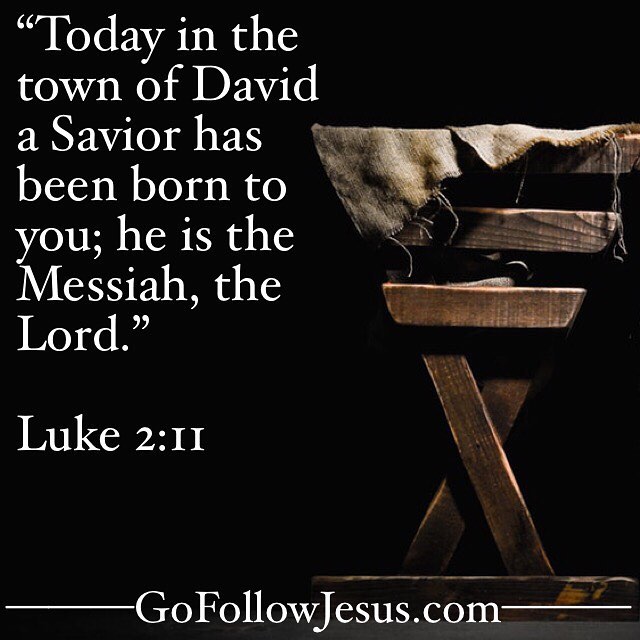 “Today in the
town of David
a Savior has
been born to
you; he is the
Messiah, the
Lord.”
Luke 2:11
GoFollowJesus.com